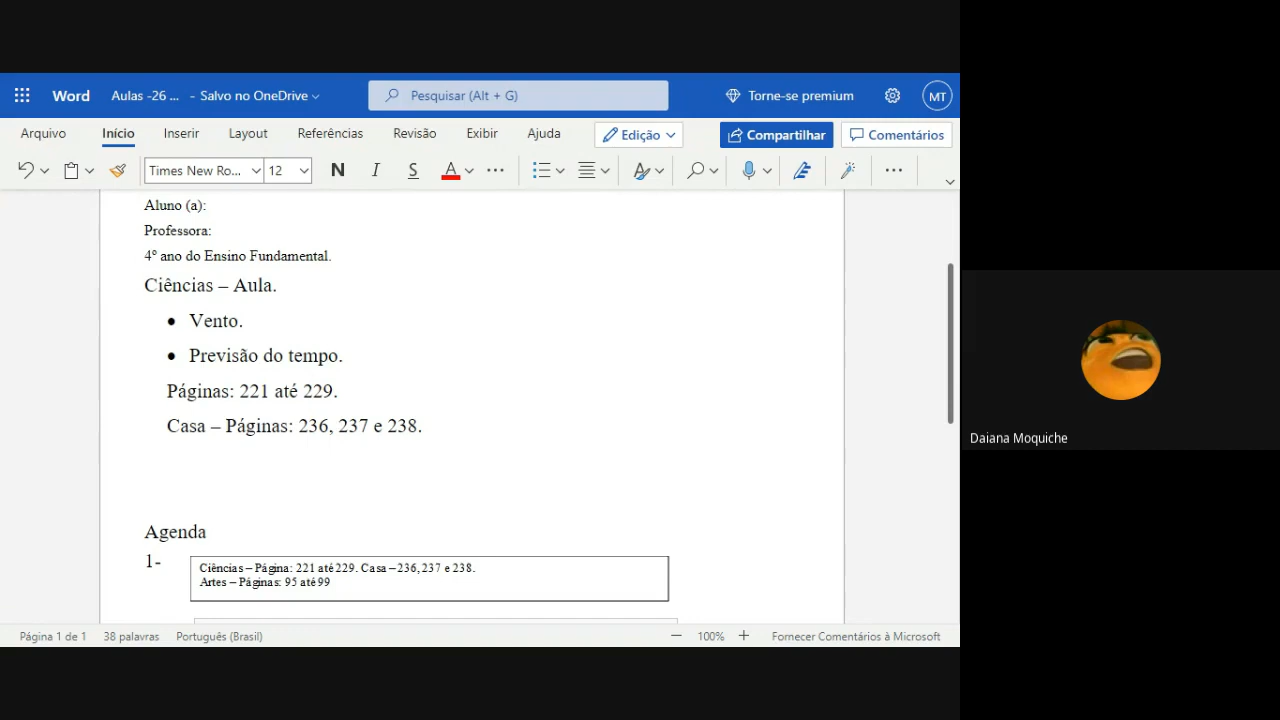 Word Aulas -26 ... - Salvo no OneDrive Pesquisar (Alt + G) Torne-se premium MT
Arquivo Início Inserir Layout Referências Revisão Exibir Ajuda Edição Compartilhar Comentários
Times New Ro... 12 N I S A ... ...
Aluno (a):
Professora:
4º ano do Ensino Fundamental.
Ciências – Aula.
• Vento.
• Previsão do tempo.
Páginas: 221 até 229.
Casa – Páginas: 236, 237 e 238.
Agenda
1-
Ciências – Página: 221 até 229. Casa – 236, 237 e 238.
Artes – Páginas: 95 até 99
Página 1 de 1 38 palavras Português (Brasil) — 100% + Fornecer Comentários à Microsoft
Daiana Moquiche